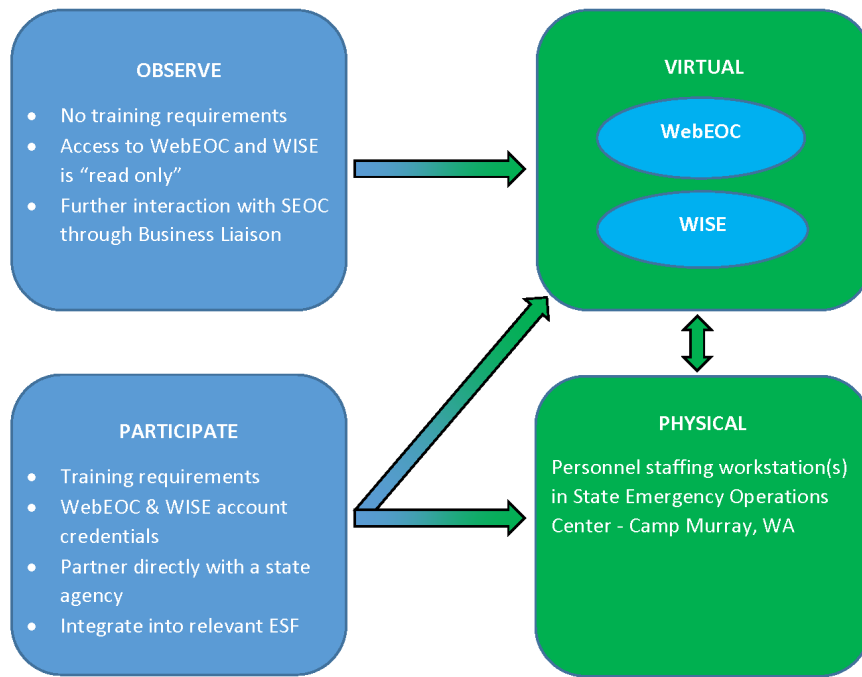 OBSERVE
• No training requirements
• Access to WebEOC and WISE
is “read only”
• Further interaction with SEOC
through Business Liaison
VIRTUAL
WebEOC
WISE
PARTICIPATE
• Training requirements
• WebEOC & WISE account
credentials
• Partner directly with a state
agency
• Integrate into relevant ESF
PHYSICAL
Personnel staffing workstation(s)
in State Emergency Operations
Center - Camp Murray, WA